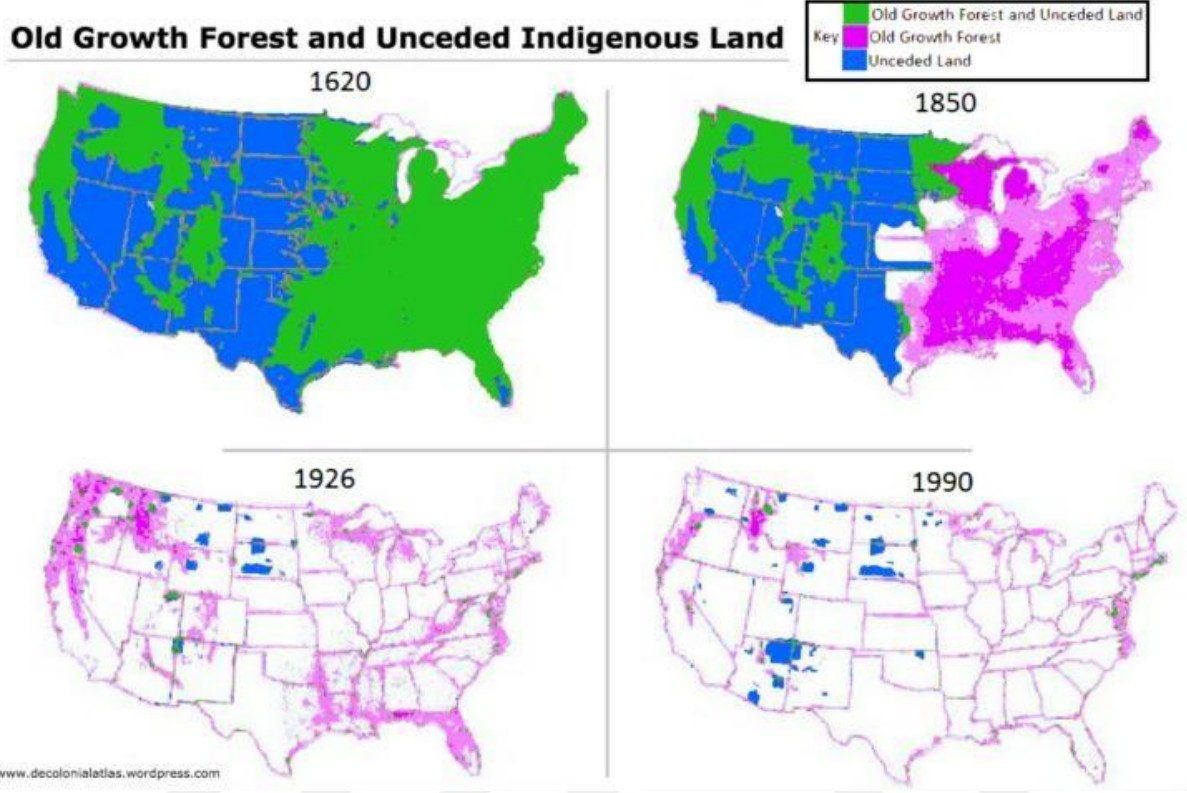 Old Growth Forest and Unceded Indigenous Land
Key
Old Growth Forest and Unceded Land
Old Growth Forest
Unceded Land
1620
1850
1926
1990
www.decolonialatlas.wordpress.com